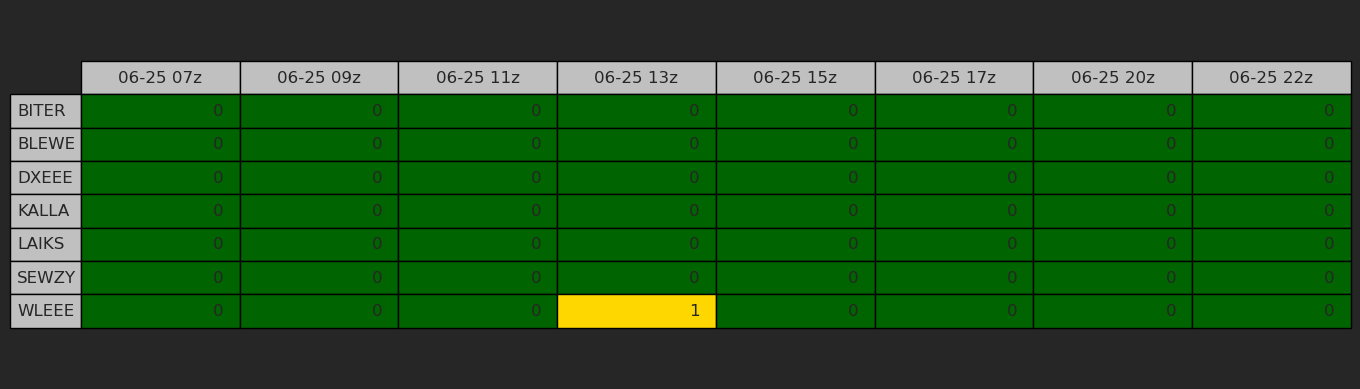 06-25 07z 06-25 09z 06-25 11z 06-25 13z 06-25 15z 06-25 17z 06-25 20z 06-25 22z
BITER 0 0 0 0 0 0 0 0
BLEWE 0 0 0 0 0 0 0 0
DXEEE 0 0 0 0 0 0 0 0
KALLA 0 0 0 0 0 0 0 0
LAIKS 0 0 0 0 0 0 0 0
SEWZY 0 0 0 0 0 0 0 0
WLEEE 0 0 0 1 0 0 0 0